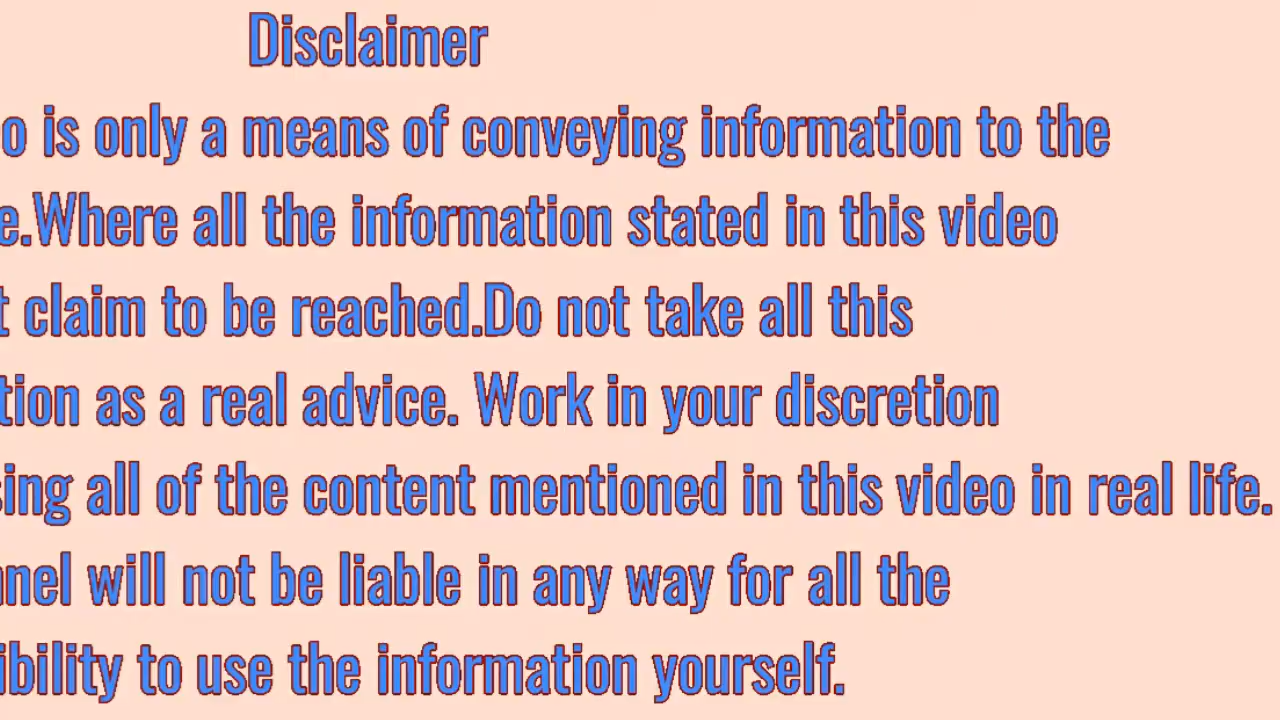 Disclaimer
o is only a means of conveying information to the
e.Where all the information stated in this video
t claim to be reached.Do not take all this
tion as a real advice. Work in your discretion
sing all of the content mentioned in this video in real life.
nnel will not be liable in any way for all the
ibility to use the information yourself.